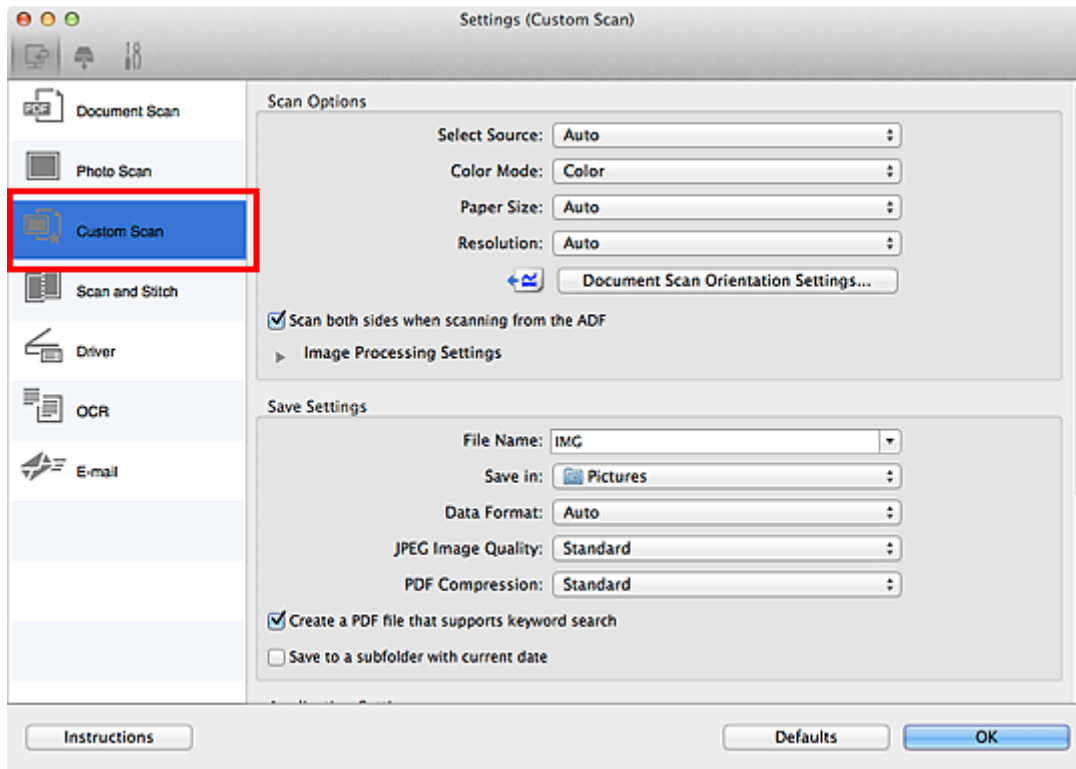 Settings (Custom Scan)
PDF
Document Scan
Photo Scan
Custom Scan
Scan and Stitch
Driver
OCR
E-mail
Scan Options
Select Source: Auto
Color Mode: Color
Paper Size: Auto
Resolution: Auto
Document Scan Orientation Settings...
Scan both sides when scanning from the ADF
Image Processing Settings
Save Settings
File Name: IMG
Save in: Pictures
Data Format: Auto
JPEG Image Quality: Standard
PDF Compression: Standard
Create a PDF file that supports keyword search
Save to a subfolder with current date
Instructions
Defaults
OK